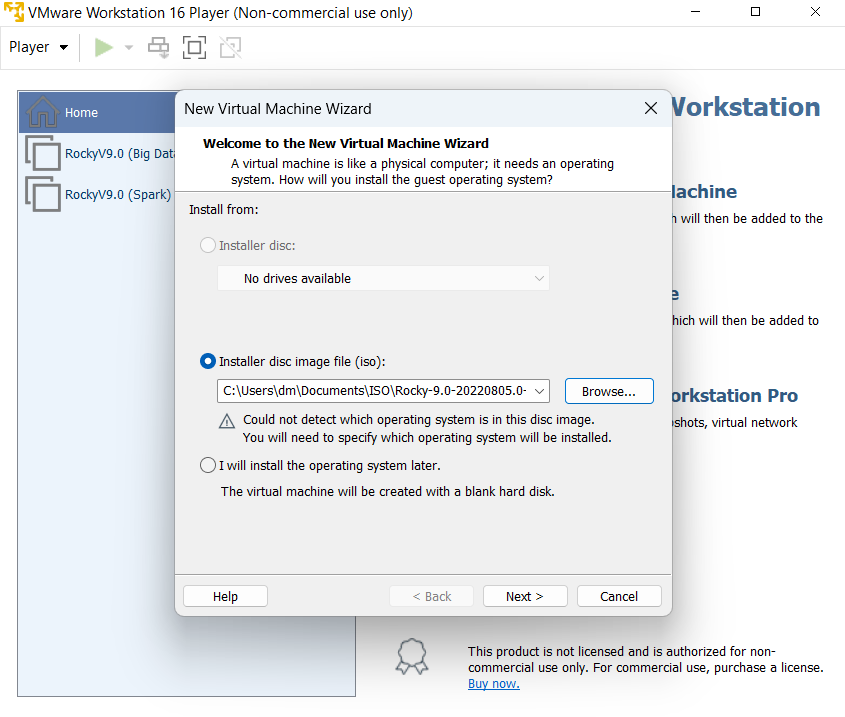 VMware Workstation 16 Player (Non-commercial use only)
Player
Home
RockyV9.0 (Big Data
RockyV9.0 (Spark)
New Virtual Machine Wizard
Welcome to the New Virtual Machine Wizard
A virtual machine is like a physical computer; it needs an operating
system. How will you install the guest operating system?
Install from:
Installer disc:
No drives available
Installer disc image file (iso):
C:\Users\dm\Documents\ISO\Rocky-9.0-20220805.0-
Browse...
Could not detect which operating system is in this disc image.
You will need to specify which operating system will be installed.
I will install the operating system later.
The virtual machine will be created with a blank hard disk.
Help
< Back
Next >
Cancel
Workstation
Machine
will then be added to the
which will then be added to
Workstation Pro
virtual network
This product is not licensed and is authorized for non-
commercial use only. For commercial use, purchase a license.
Buy now.